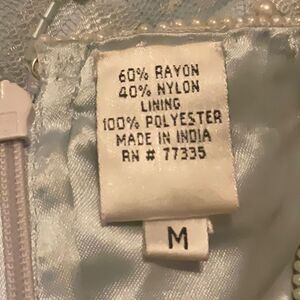 60% RAYON
40% NYLON
LINING
100% POLYESTER
MADE IN INDIA
RN # 77335
M